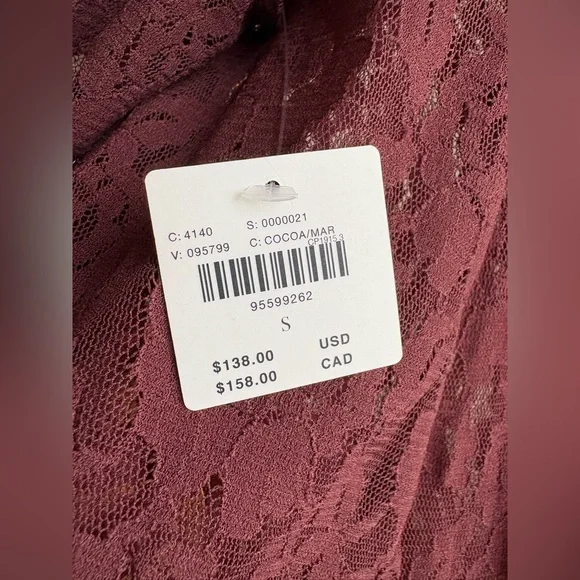 C: 4140 S: 0000021
V: 095799 C: COCOA/MAR
CP1915 3
95599262
S
$138.00 USD
$158.00 CAD